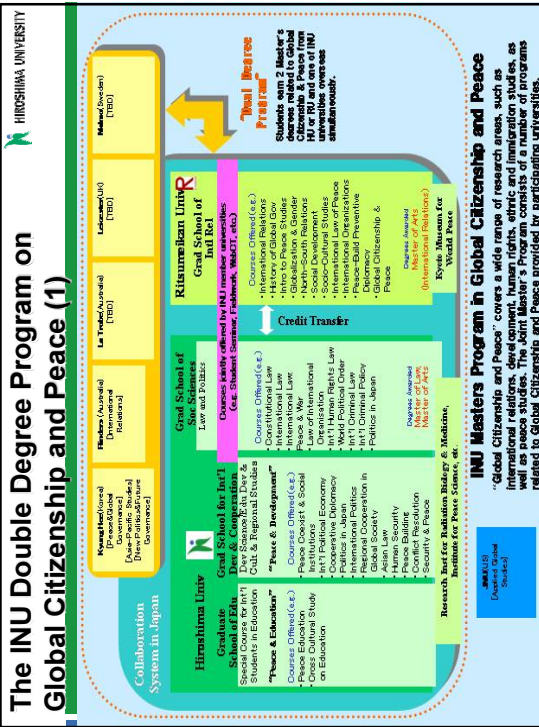 The INU Double Degree Program on
Global Citizenship and Peace (1)
HIROSHIMA UNIVERSITY
Collaboration
System in Japan
Kyung Hee(Korea)
[Peace&Global
Governance]
[Asia-Pacific Studies]
[New Politics&Future
Governance]
Flinders(Australia)
[International
Relations]
La Trobe(Australia)
[TBD]
Leicester(UK)
[TBD]
Malmo(Sweden)
[TBD]
"Dual Degree
Program"
Students earn 2 Master's
degrees related to Global
Citizenship & Peace from
HU or RU and one of INU
universities overseas
simultaneously.
Hiroshima Univ
Graduate
School of Edu
Special Course for Int'l
Students in Education
"Peace & Education"
Courses Offered(e.g.)
・Peace Education
・Cross Cultural Study
on Education
Grad School for Int'l
Dev & Cooperation
Dev Science/Edu Dev &
Cult & Regional Studies
"Peace & Development"
Courses Offered(e.g.)
・Peace Coexist & Social
Institutions
・Int'l Political Economy
・Cooperative Diplomacy
・Politics in Japan
・International Politics
・Regional Cooperation in
Global Society
・Asian Law
・Human Security
・Peace Building
・Conflict Resolution
・Security & Peace
Grad School of
Soc Sciences
Law and Politics
Courses Offered(e.g.)
・Constitutional Law
・International Law
・International Law:
Peace & War
・Law of International
Organisation
・Int'l Human Rights Law
・World Political Order
・Int'l Criminal Law
・Int'l Criminal Policy
・Politics in Japan
Degrees Awarded
Master of Law,
Master of Arts
Courses jointly offered by INU member universities
(e.g. Student Seminar, Fieldwork, WebCT, etc.)
Credit Transfer
Ritsumeikan Univ
Grad School of
Intl Rel
Courses Offered(e.g.)
・International Relations
・History of Global Gov
・Intro to Peace Studies
・Globalization & Gender
・North-South Relations
・Social Development
・Socio-Cultural Studies
・International Law of Peace
・International Organizations
・Peace-Build Preventive
Diplomacy
・Global Citizenship &
Peace
Degrees Awarded
Master of Arts
(International Relations)
Kyoto Museum for
World Peace
Research Inst for Radiation Biology & Medicine,
Institute for Peace Science, etc.
JMU(US)
[Applied Global
Studies]
INU Masters Program in Global Citizenship and Peace
"Global Citizenship and Peace" covers a wide range of research areas, such as
international relations, development, human rights, ethnic and immigration studies, as
well as peace studies. The Joint Master's Program consists of a number of programs
related to Global Citizenship and Peace provided by participating universities.